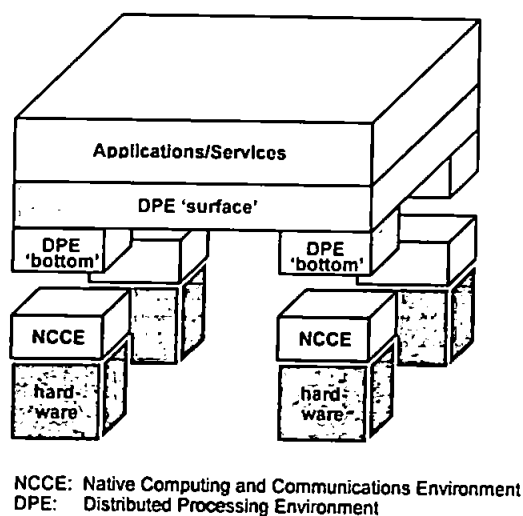 Applications/Services
DPE 'surface'
DPE
'bottom'
DPE
'bottom'
NCCE
NCCE
hard-
ware
hard-
ware
NCCE: Native Computing and Communications Environment
DPE: Distributed Processing Environment